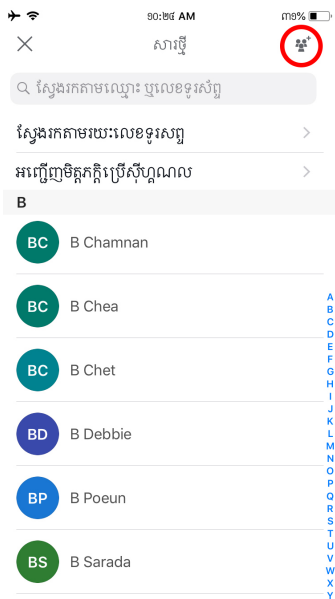 ១០:២៤ AM
៣១%
សារថ្មី
ស្វែងរកតាមឈ្មោះ ឬលេខទូរស័ព្ទ
ស្វែងរកតាមរយៈលេខទូរសព្ទ
អញ្ជើញមិត្តភក្តិប្រើស៊ីហ្គណល
B
BC B Chamnan
BC B Chea
BC B Chet
BD B Debbie
BP B Poeun
BS B Sarada
A
B
C
D
E
F
G
H
I
J
K
L
M
N
O
P
Q
R
S
T
U
V
W
X
Y